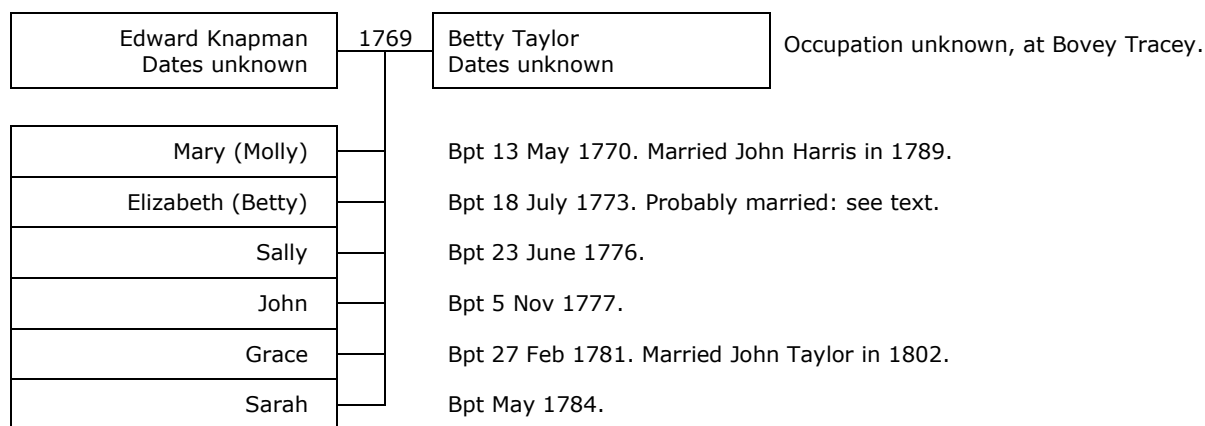 Edward Knapman 1769 Betty Taylor Occupation unknown, at Bovey Tracey.
Dates unknown Dates unknown
Mary (Molly) Bpt 13 May 1770. Married John Harris in 1789.
Elizabeth (Betty) Bpt 18 July 1773. Probably married: see text.
Sally Bpt 23 June 1776.
John Bpt 5 Nov 1777.
Grace Bpt 27 Feb 1781. Married John Taylor in 1802.
Sarah Bpt May 1784.